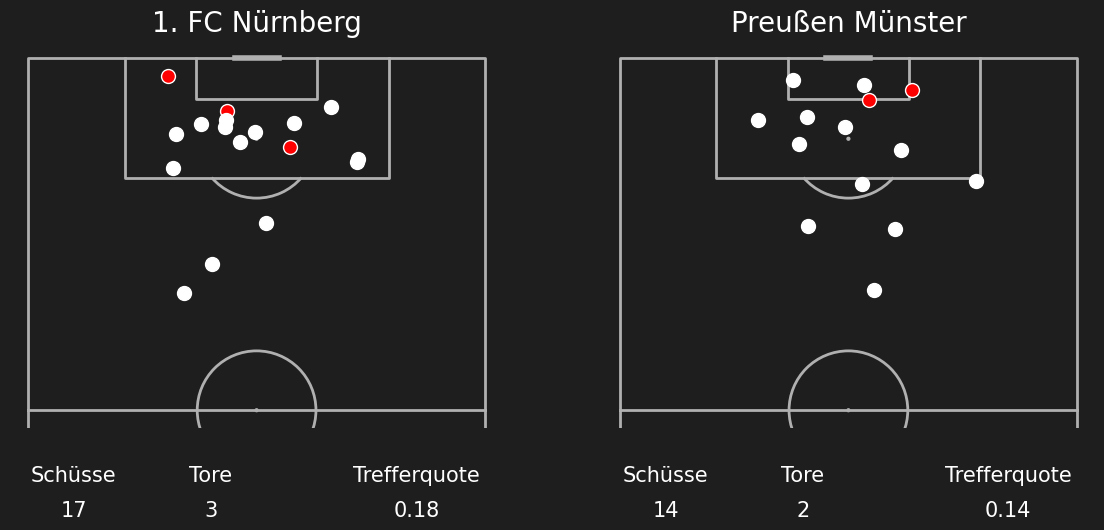 1. FC Nürnberg
Schüsse Tore Trefferquote
17 3 0.18
Preußen Münster
Schüsse Tore Trefferquote
14 2 0.14